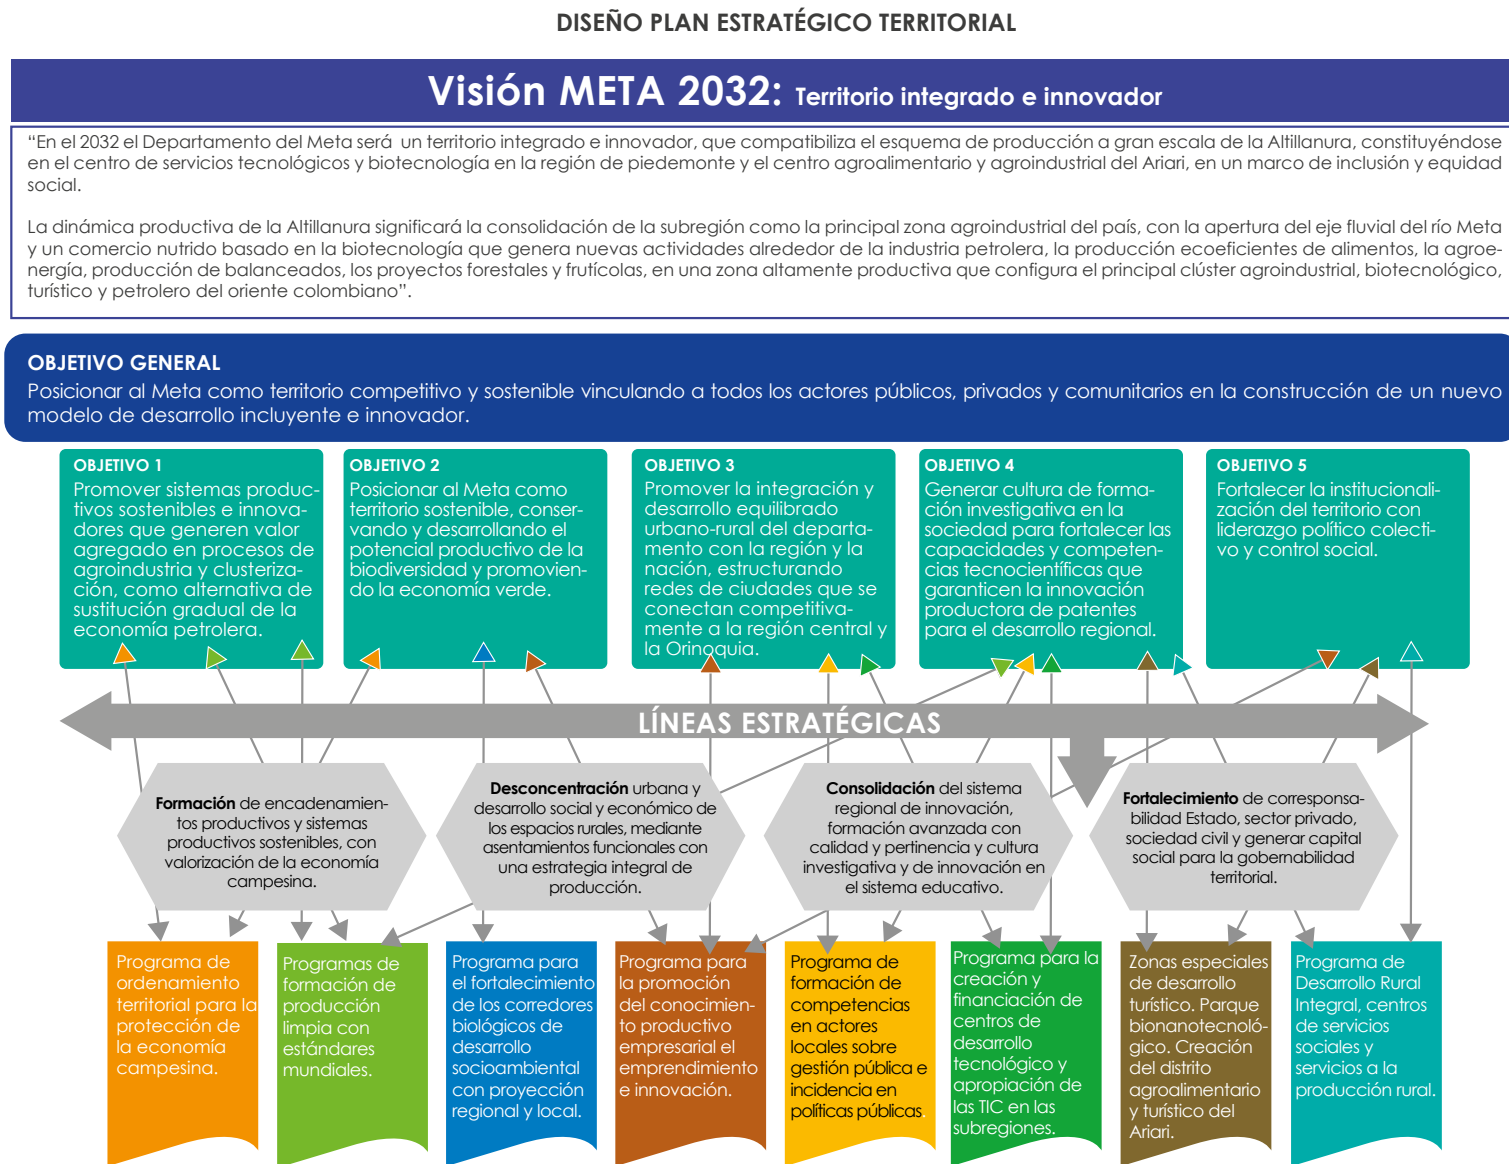 DISEÑO PLAN ESTRATÉGICO TERRITORIAL
Visión META 2032: Territorio integrado e innovador
“En el 2032 el Departamento del Meta será un territorio integrado e innovador, que compatibiliza el esquema de producción a gran escala de la Altillanura, constituyéndose
en el centro de servicios tecnológicos y biotecnología en la región de piedemonte y el centro agroalimentario y agroindustrial del Ariari, en un marco de inclusión y equidad
social.
La dinámica productiva de la Altillanura significará la consolidación de la subregión como la principal zona agroindustrial del país, con la apertura del eje fluvial del río Meta
y un comercio nutrido basado en la biotecnología que genera nuevas actividades alrededor de la industria petrolera, la producción ecoeficientes de alimentos, la agroe-
nergía, producción de balanceados, los proyectos forestales y frutícolas, en una zona altamente productiva que configura el principal clúster agroindustrial, biotecnológico,
turístico y petrolero del oriente colombiano”.
OBJETIVO GENERAL
Posicionar al Meta como territorio competitivo y sostenible vinculando a todos los actores públicos, privados y comunitarios en la construcción de un nuevo
modelo de desarrollo incluyente e innovador.
OBJETIVO 1
Promover sistemas produc-
tivos sostenibles e innova-
dores que generen valor
agregado en procesos de
agroindustria y clusteriza-
ción, como alternativa de
sustitución gradual de la
economía petrolera.
OBJETIVO 2
Posicionar al Meta como
territorio sostenible, conser-
vando y desarrollando el
potencial productivo de la
biodiversidad y promovien-
do la economía verde.
OBJETIVO 3
Promover la integración y
desarrollo equilibrado
urbano-rural del departa-
mento con la región y la
nación, estructurando
redes de ciudades que se
conectan competitiva-
mente a la región central y
la Orinoquia.
OBJETIVO 4
Generar cultura de forma-
ción investigativa en la
sociedad para fortalecer las
capacidades y competen-
cias tecnocientíficas que
garanticen la innovación
productora de patentes
para el desarrollo regional.
OBJETIVO 5
Fortalecer la institucionali-
zación del territorio con
liderazgo político colecti-
vo y control social.
LÍNEAS ESTRATÉGICAS
Formación de encadenamien-
tos productivos y sistemas
productivos sostenibles, con
valorización de la economía
campesina.
Desconcentración urbana y
desarrollo social y económico de
los espacios rurales, mediante
asentamientos funcionales con
una estrategia integral de
producción.
Consolidación del sistema
regional de innovación,
formación avanzada con
calidad y pertinencia y cultura
investigativa y de innovación en
el sistema educativo.
Fortalecimiento de corresponsa-
bilidad Estado, sector privado,
sociedad civil y generar capital
social para la gobernabilidad
territorial.
Programa de
ordenamiento
territorial para la
protección de
la economía
campesina.
Programas de
formación de
producción
limpia con
estándares
mundiales.
Programa para
el fortalecimiento
de los corredores
biológicos de
desarrollo
socioambiental
con proyección
regional y local.
Programa para
la promoción
del conocimien-
to productivo
empresarial el
emprendimiento
e innovación.
Programa de
formación de
competencias
en actores
locales sobre
gestión pública e
incidencia en
políticas públicas.
Programa para la
creación y
financiación de
centros de
desarrollo
tecnológico y
apropiación de
las TIC en las
subregiones.
Zonas especiales
de desarrollo
turístico. Parque
bionanotecnoló-
gico. Creación
del distrito
agroalimentario
y turístico del
Ariari.
Programa de
Desarrollo Rural
Integral, centros
de servicios
sociales y
servicios a la
producción rural.